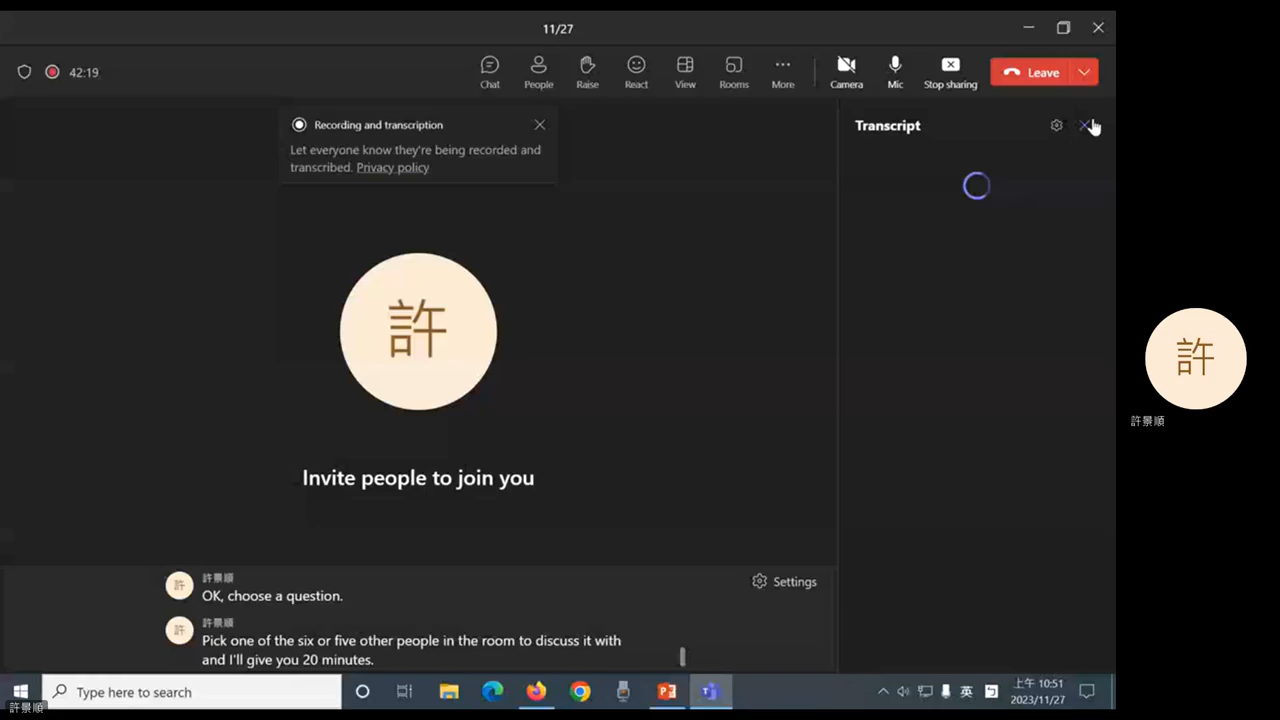 11/27
42:19
Chat
People
Raise
React
View
Rooms
More
Camera
Mic
Stop sharing
Leave
Recording and transcription
Let everyone know they're being recorded and
transcribed. Privacy policy
Transcript
許
Invite people to join you
許
許景順
Settings
許
許景順
OK, choose a question.
許
許景順
Pick one of the six or five other people in the room to discuss it with
and I'll give you 20 minutes.
Type here to search
英
上午 10:51
2023/11/27
許景順